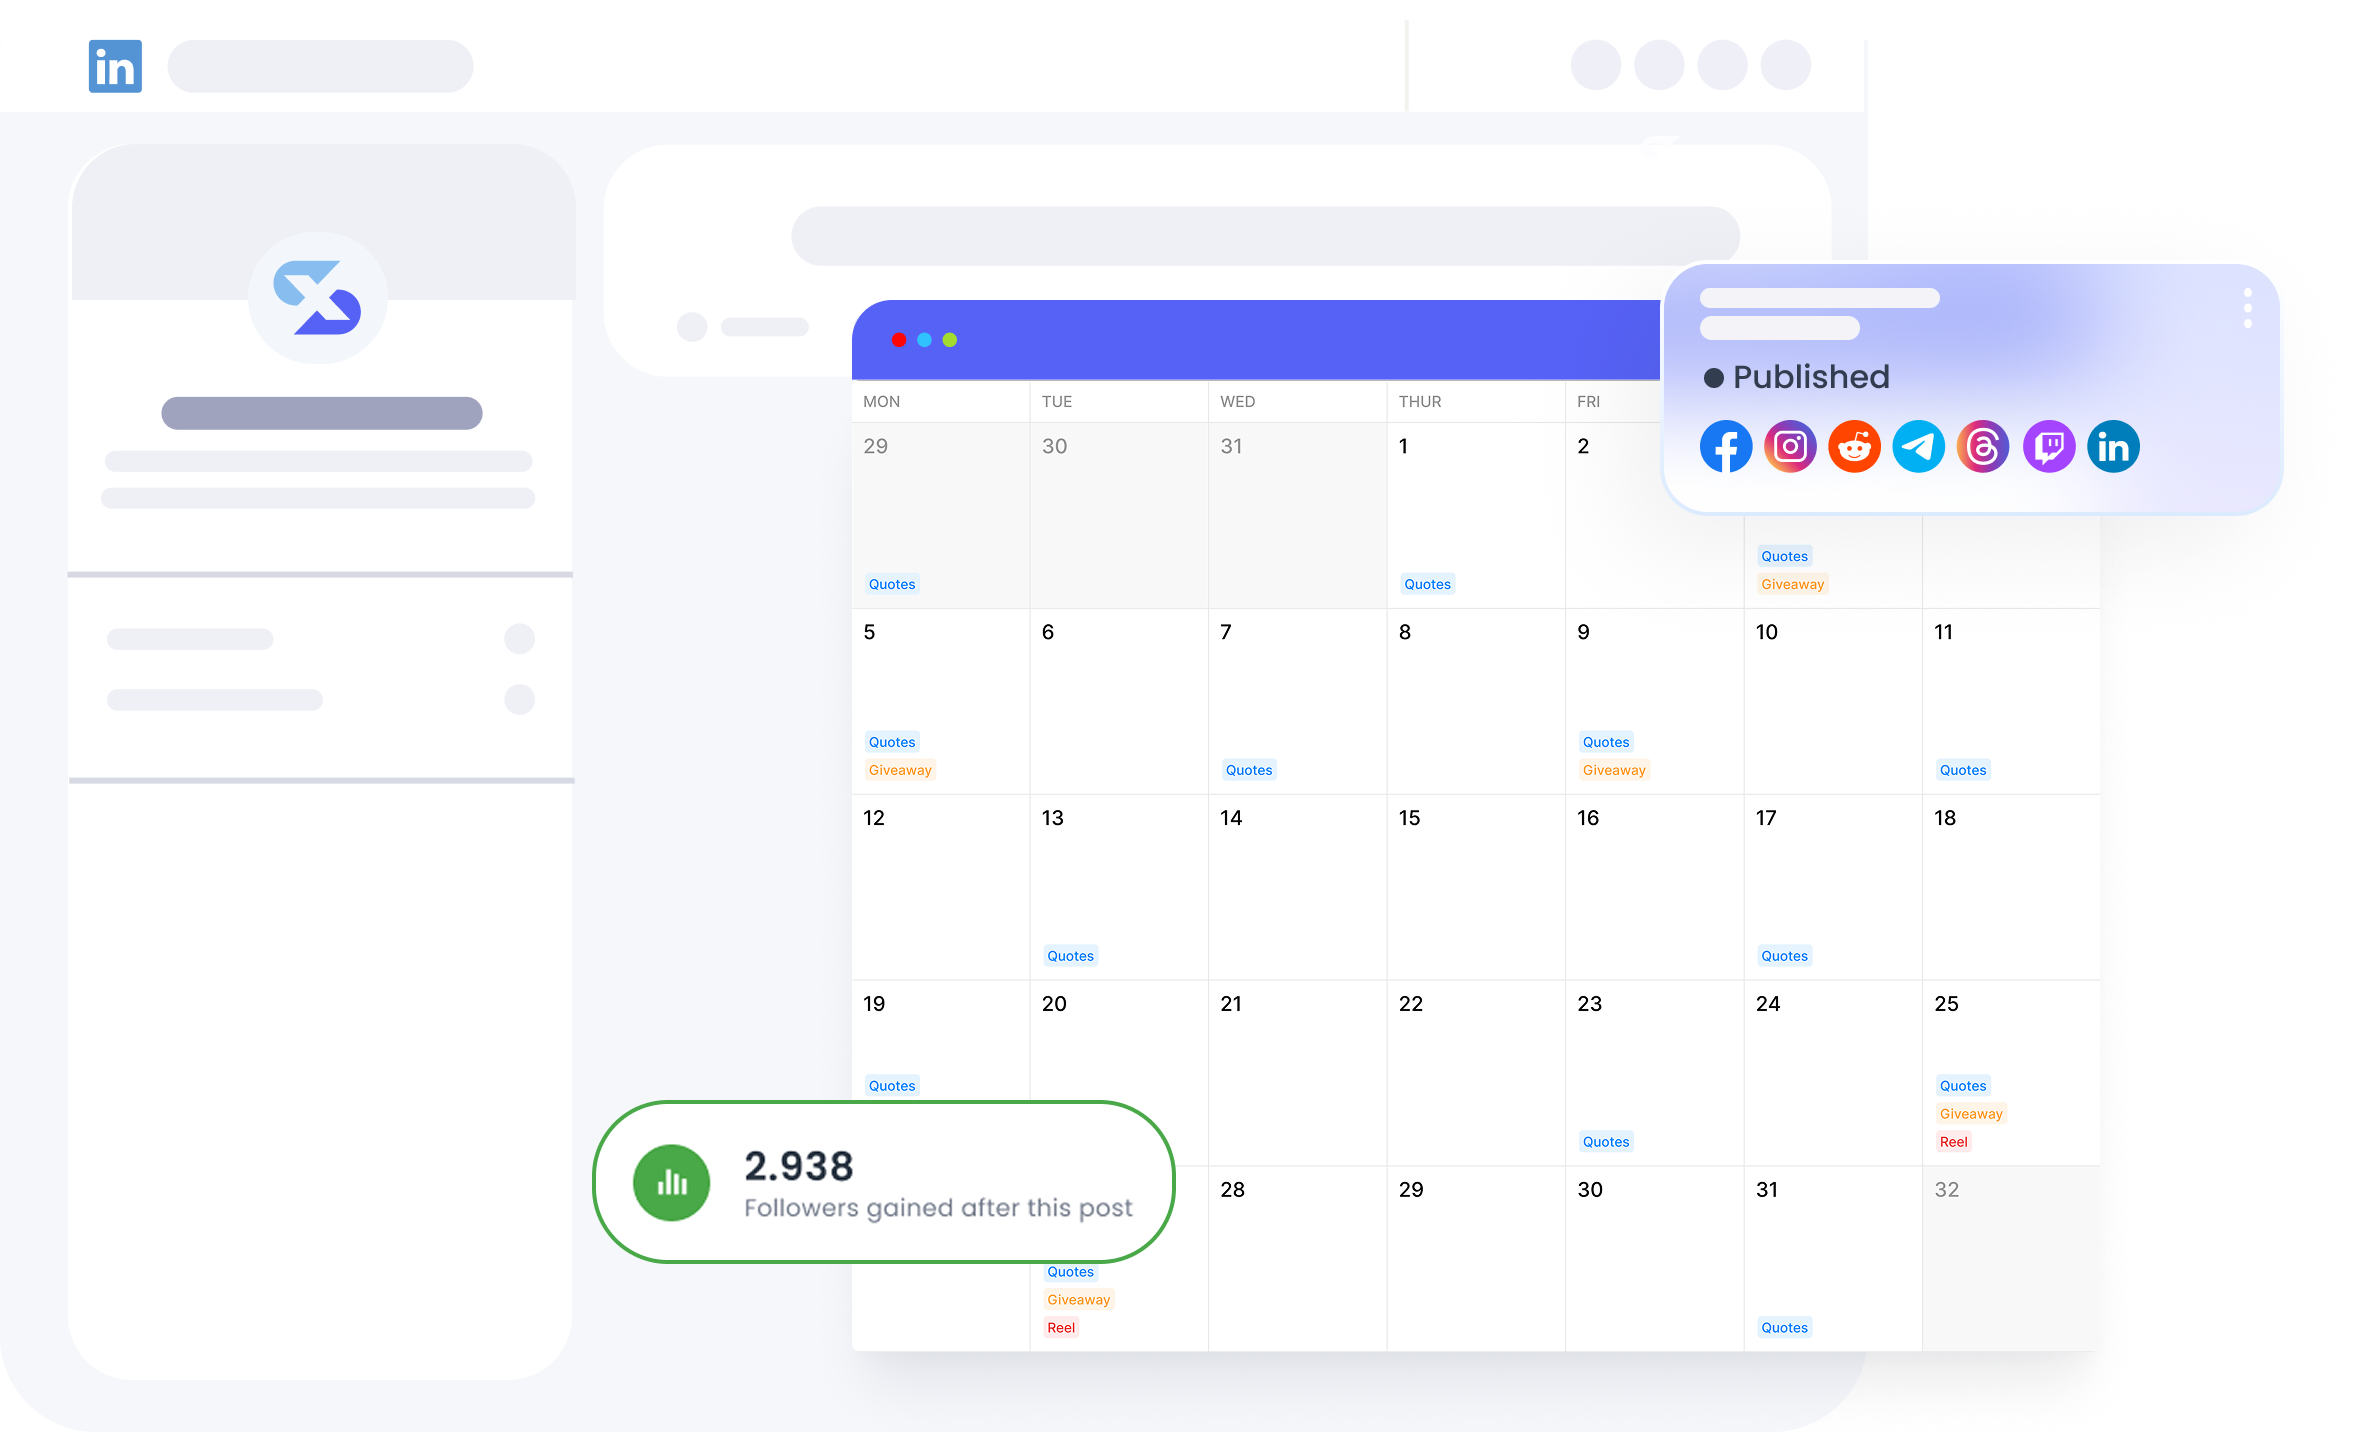 in
Published
in
MON TUE WED THUR FRI
29 30 31 1 2
Quotes Quotes Quotes
Giveaway
5 6 7 8 9 10 11
Quotes Quotes
Giveaway Quotes Giveaway Quotes
12 13 14 15 16 17 18
Quotes Quotes
19 20 21 22 23 24 25
Quotes Quotes
Giveaway
Quotes Reel
2.938
Followers gained after this post
28 29 30 31 32
Quotes
Giveaway
Reel Quotes